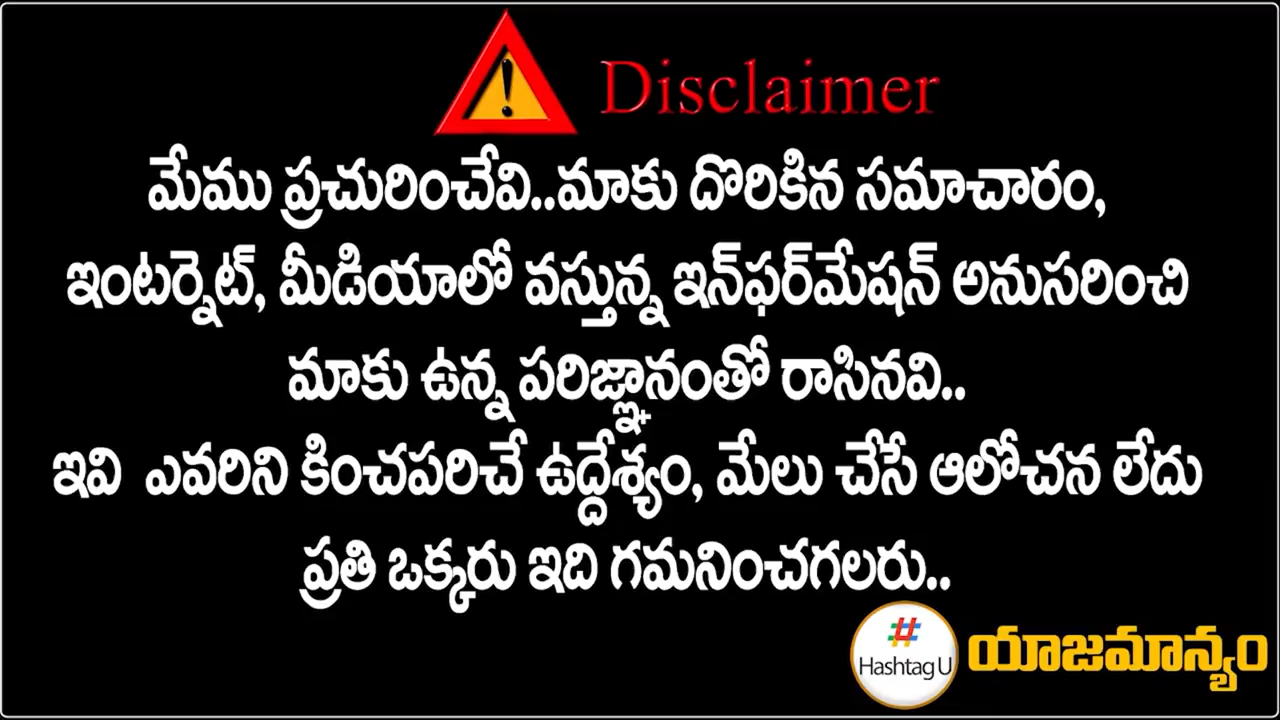 Disclaimer
మేము ప్రచురించేవి..మాకు దొరికిన సమాచారం,
ఇంటర్నెట్, మీడియాలో వస్తున్న ఇన్‌ఫర్‌మేషన్ అనుసరించి
మాకు ఉన్న పరిజ్ఞానంతో రాసినవి..
ఇవి ఎవరిని కించపరిచే ఉద్దేశ్యం, మేలు చేసే ఆలోచన లేదు
ప్రతి ఒక్కరు ఇది గమనించగలరు..
#
Hashtag U
యాజమాన్యం